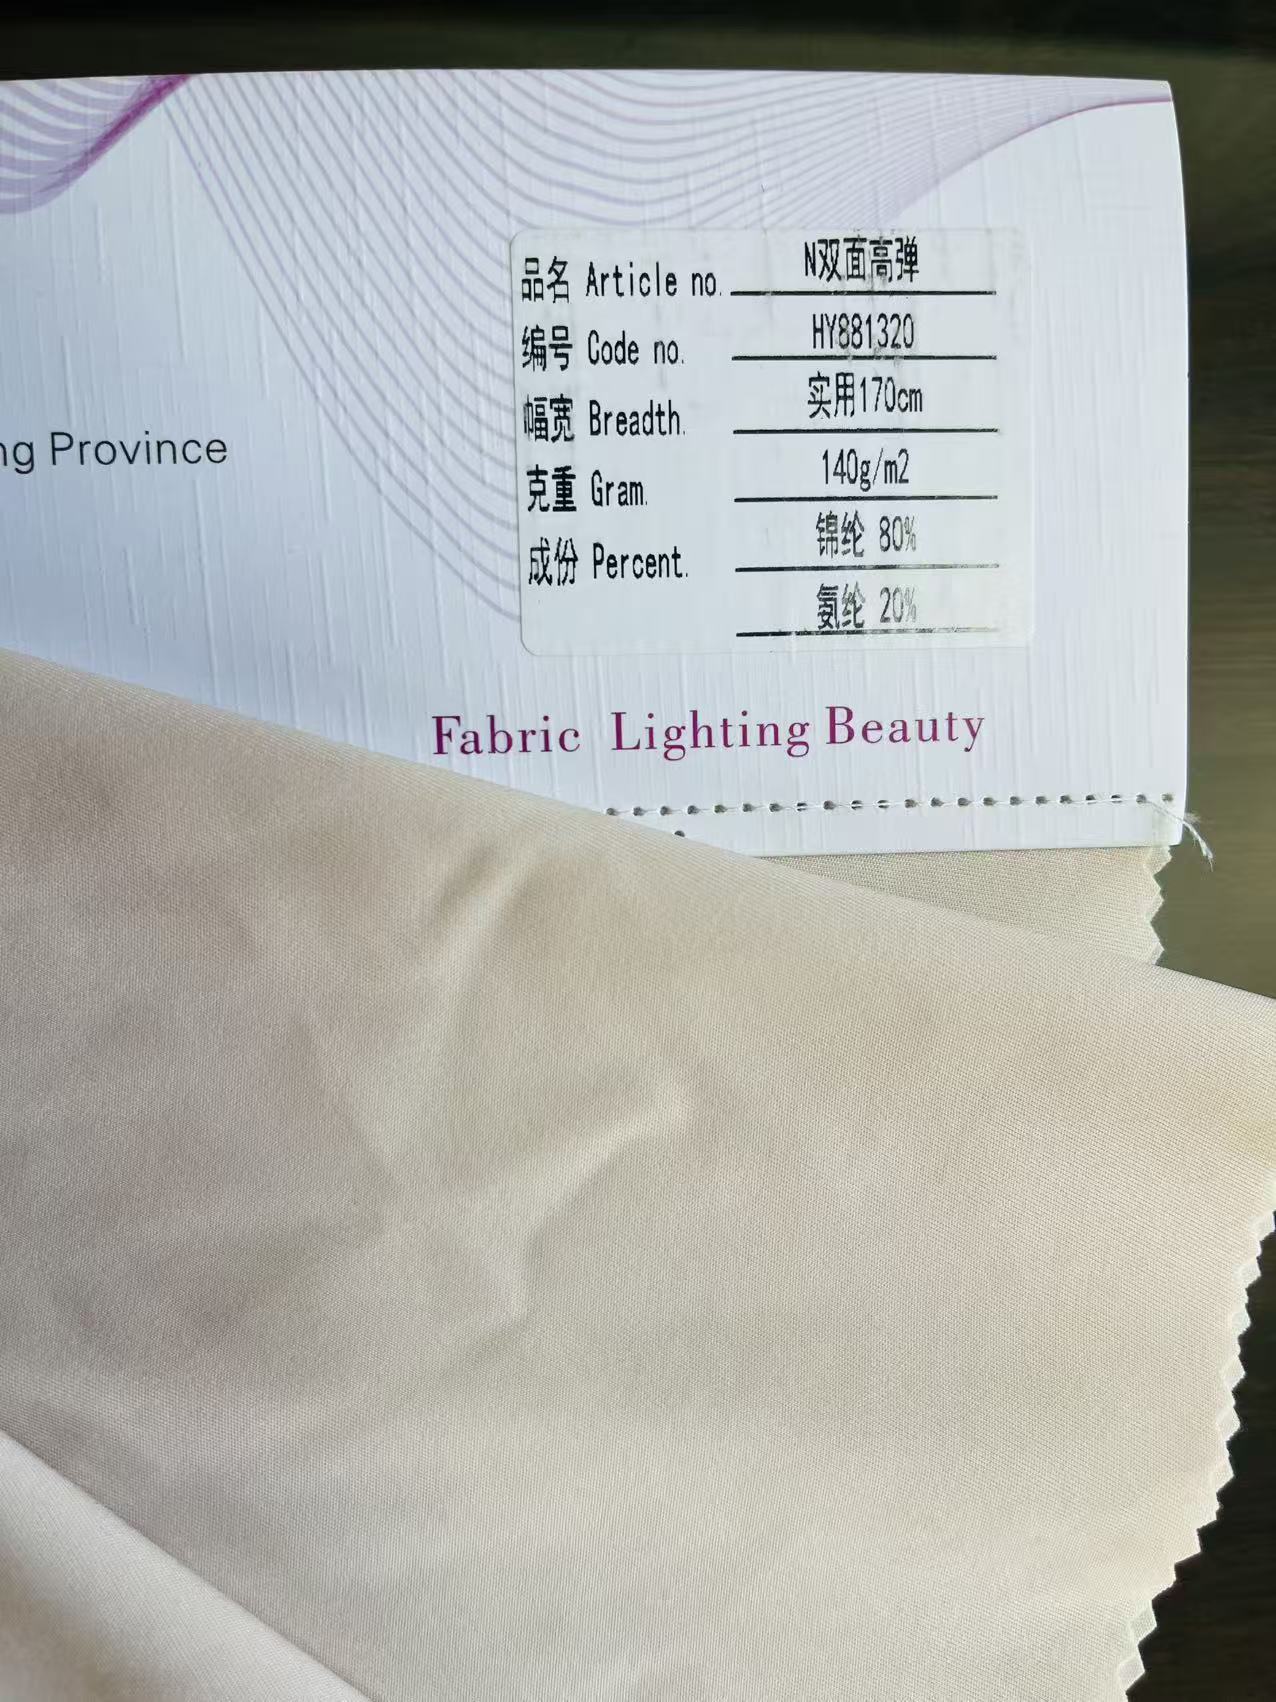 品名 Article no. N双面高弹
编号 Code no. HY881320
幅宽 Breadth. 实用170cm
ng Province
克重 Gram. 140g/m2
成份 Percent. 锦纶 80%
氨纶 20%
Fabric Lighting Beauty